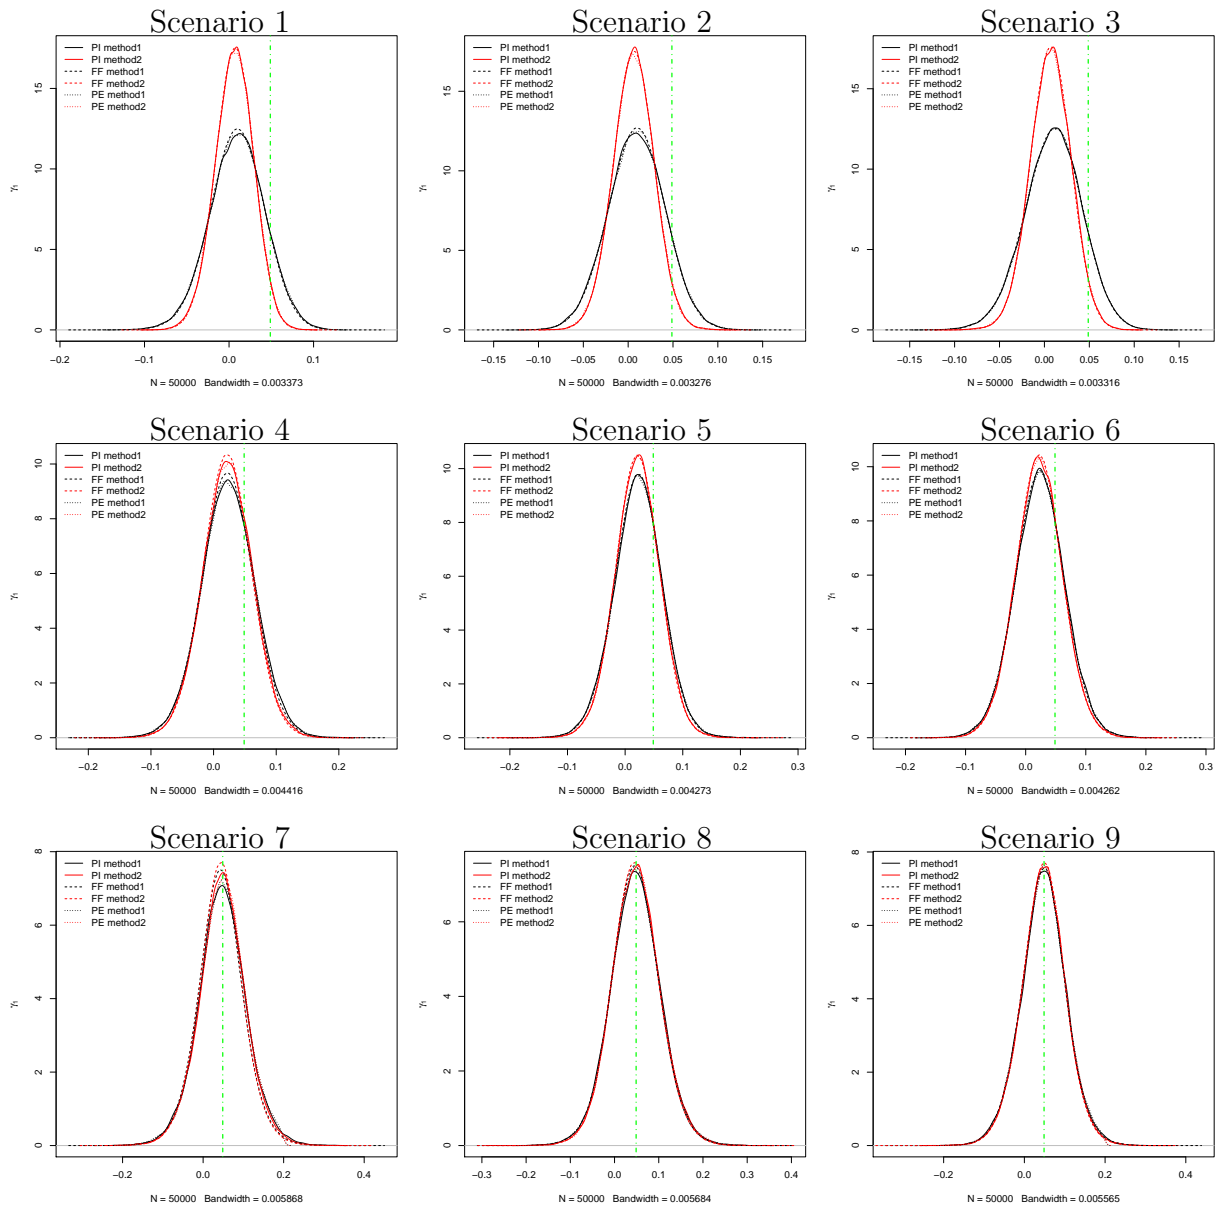 Scenario 1
PI method1
PI method2
FF method1
FF method2
PE method1
PE method2
γ1
0 5 10 15
−0.2 −0.1 0.0 0.1
N = 50000 Bandwidth = 0.003373
Scenario 2
PI method1
PI method2
FF method1
FF method2
PE method1
PE method2
γ1
0 5 10 15
−0.15 −0.10 −0.05 0.00 0.05 0.10 0.15
N = 50000 Bandwidth = 0.003276
Scenario 3
PI method1
PI method2
FF method1
FF method2
PE method1
PE method2
γ1
0 5 10 15
−0.15 −0.10 −0.05 0.00 0.05 0.10 0.15
N = 50000 Bandwidth = 0.003316
Scenario 4
PI method1
PI method2
FF method1
FF method2
PE method1
PE method2
γ1
0 2 4 6 8 10
−0.2 −0.1 0.0 0.1 0.2
N = 50000 Bandwidth = 0.004416
Scenario 5
PI method1
PI method2
FF method1
FF method2
PE method1
PE method2
γ1
0 2 4 6 8 10
−0.2 −0.1 0.0 0.1 0.2 0.3
N = 50000 Bandwidth = 0.004273
Scenario 6
PI method1
PI method2
FF method1
FF method2
PE method1
PE method2
γ1
0 2 4 6 8 10
−0.2 −0.1 0.0 0.1 0.2 0.3
N = 50000 Bandwidth = 0.004262
Scenario 7
PI method1
PI method2
FF method1
FF method2
PE method1
PE method2
γ1
0 2 4 6 8
−0.2 0.0 0.2 0.4
N = 50000 Bandwidth = 0.005868
Scenario 8
PI method1
PI method2
FF method1
FF method2
PE method1
PE method2
γ1
0 2 4 6
−0.3 −0.2 −0.1 0.0 0.1 0.2 0.3 0.4
N = 50000 Bandwidth = 0.005684
Scenario 9
PI method1
PI method2
FF method1
FF method2
PE method1
PE method2
γ1
0 2 4 6 8
−0.2 0.0 0.2 0.4
N = 50000 Bandwidth = 0.005565